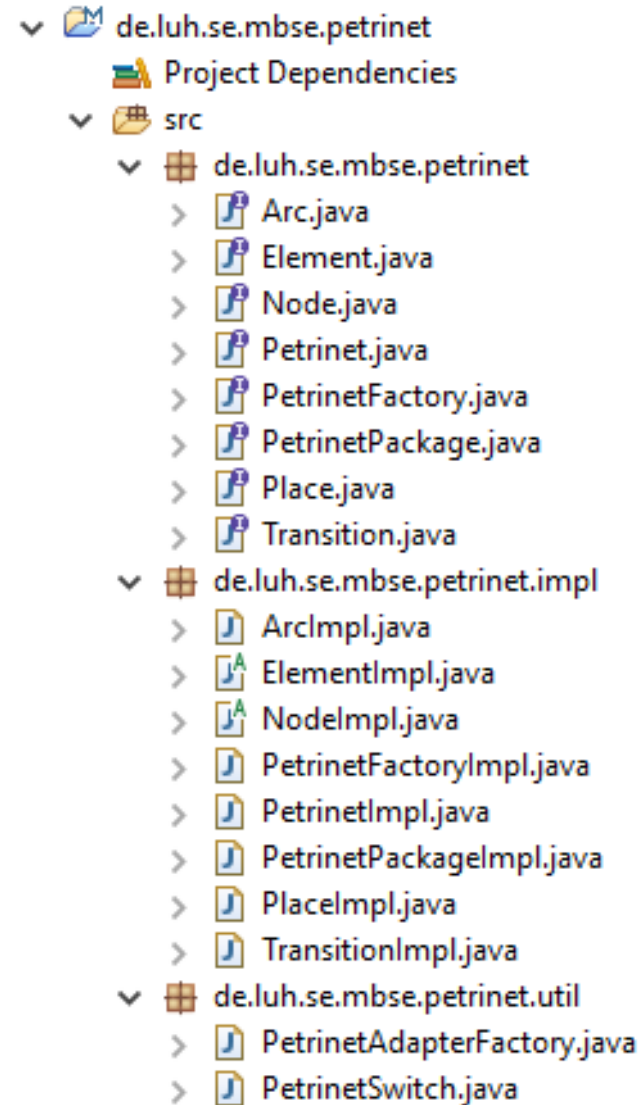 de.luh.se.mbse.petrinet
Project Dependencies
src
de.luh.se.mbse.petrinet
Arc.java
Element.java
Node.java
Petrinet.java
PetrinetFactory.java
PetrinetPackage.java
Place.java
Transition.java
de.luh.se.mbse.petrinet.impl
ArcImpl.java
ElementImpl.java
NodeImpl.java
PetrinetFactoryImpl.java
PetrinetImpl.java
PetrinetPackageImpl.java
PlaceImpl.java
TransitionImpl.java
de.luh.se.mbse.petrinet.util
PetrinetAdapterFactory.java
PetrinetSwitch.java